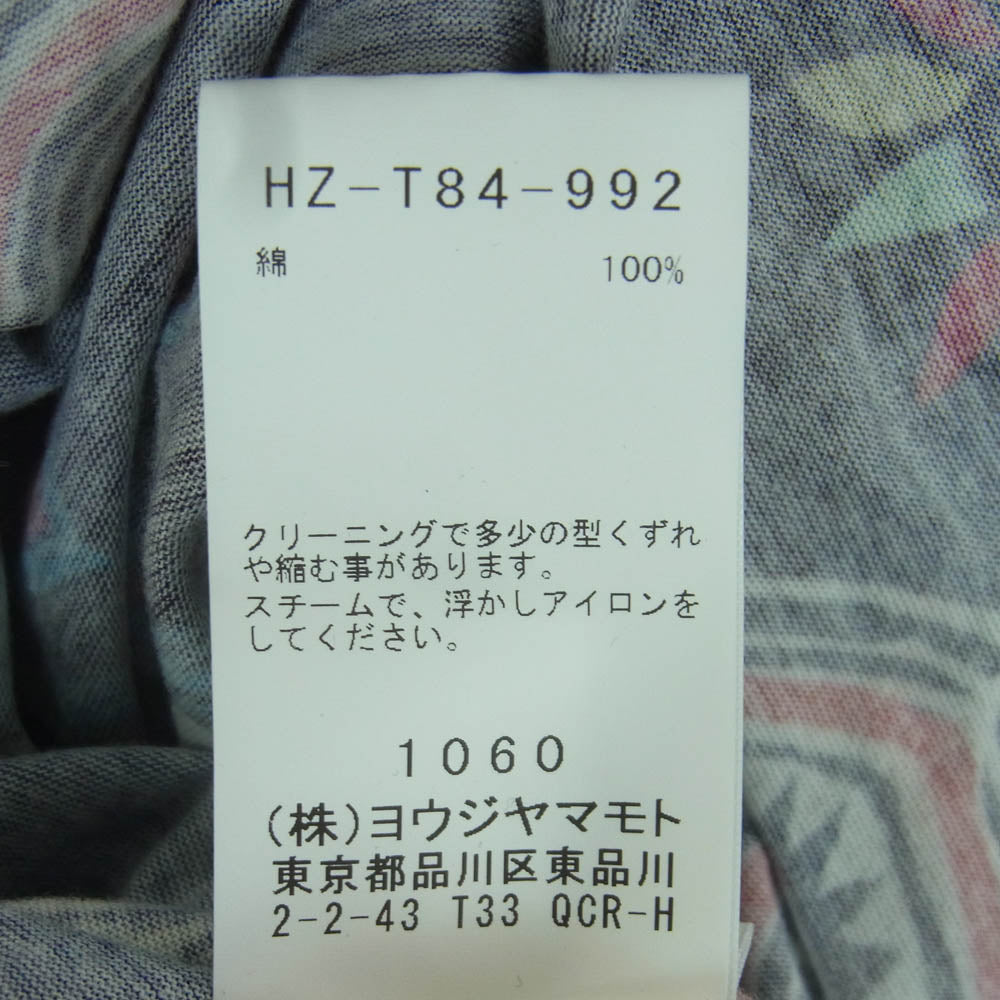 HZ-T84-992
綿 100%
クリーニングで多少の型くずれ
や縮む事があります。
スチームで、浮かしアイロンを
してください。
1060
(株)ヨウジヤマモト
東京都品川区東品川
2-2-43 T33 QCR-H